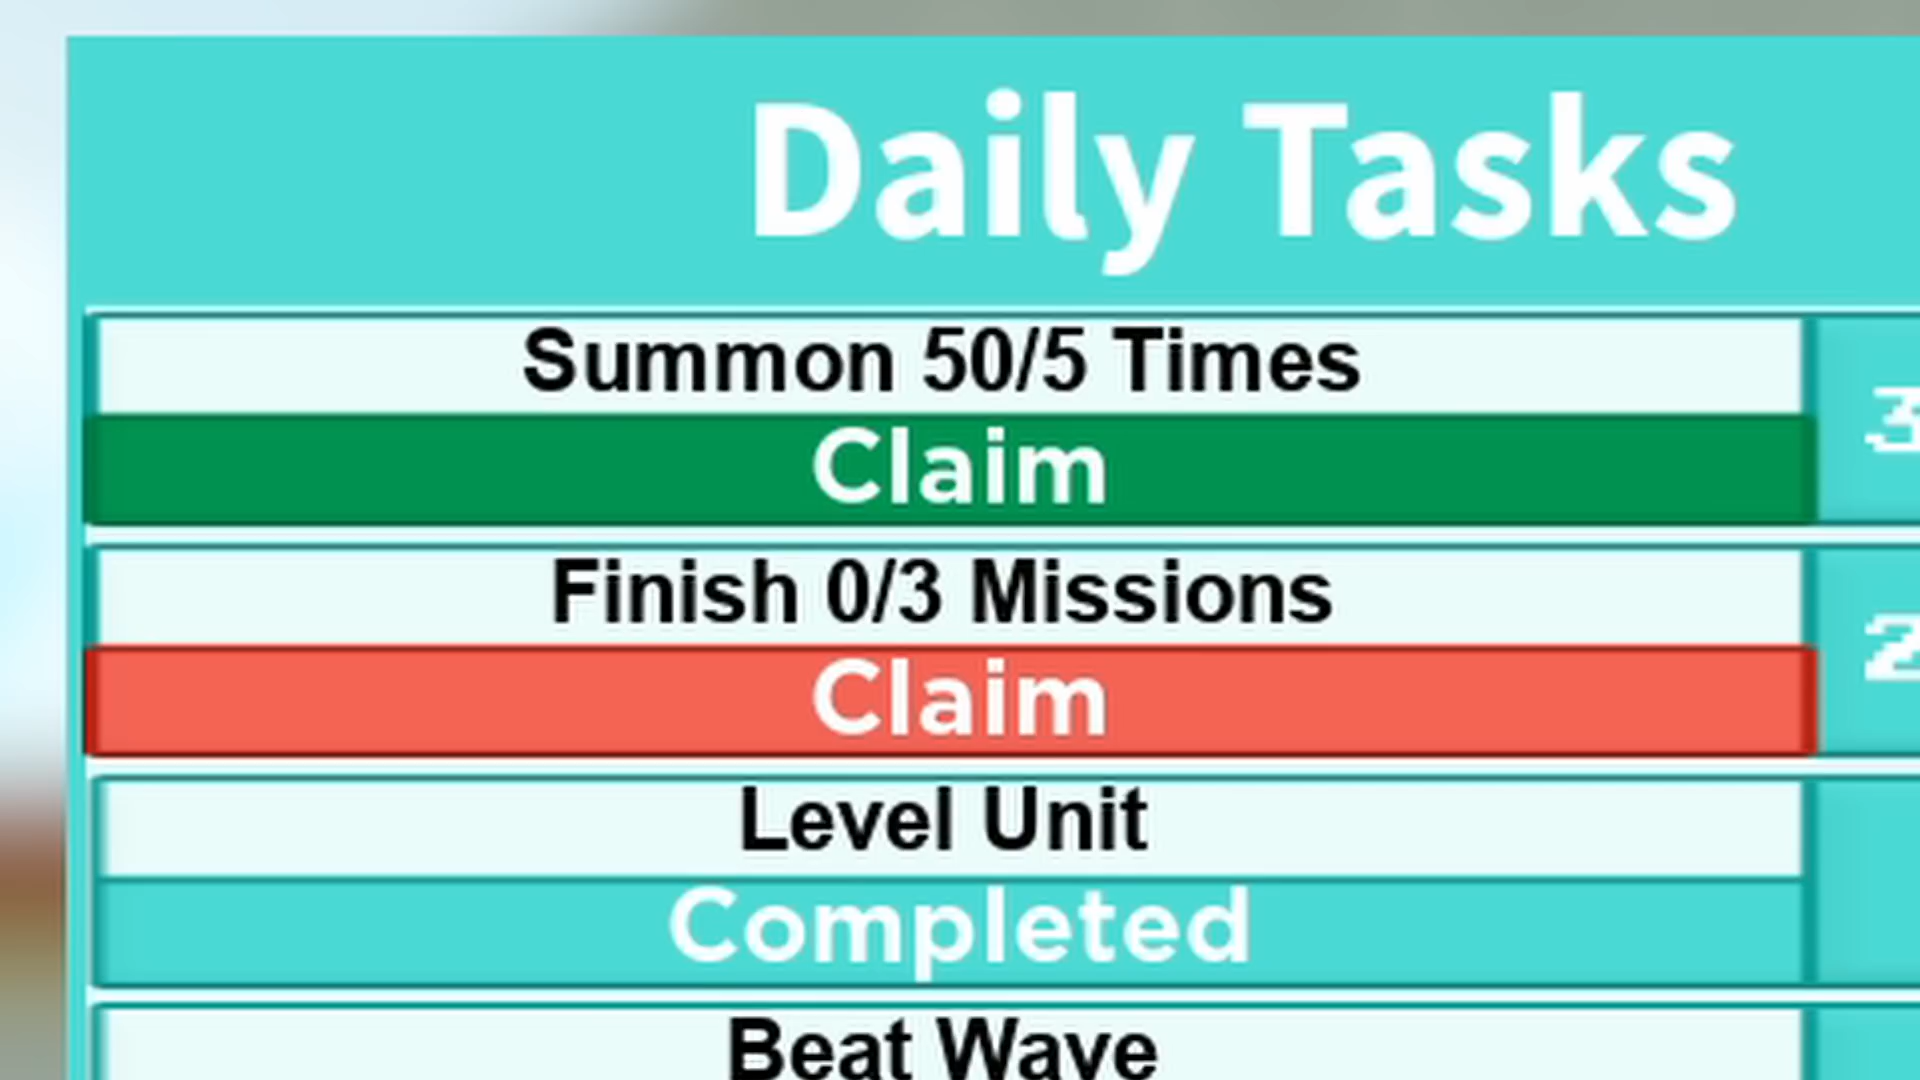 Daily Tasks
Summon 50/5 Times
Claim
Finish 0/3 Missions
Claim
Level Unit
Completed
Beat Wave